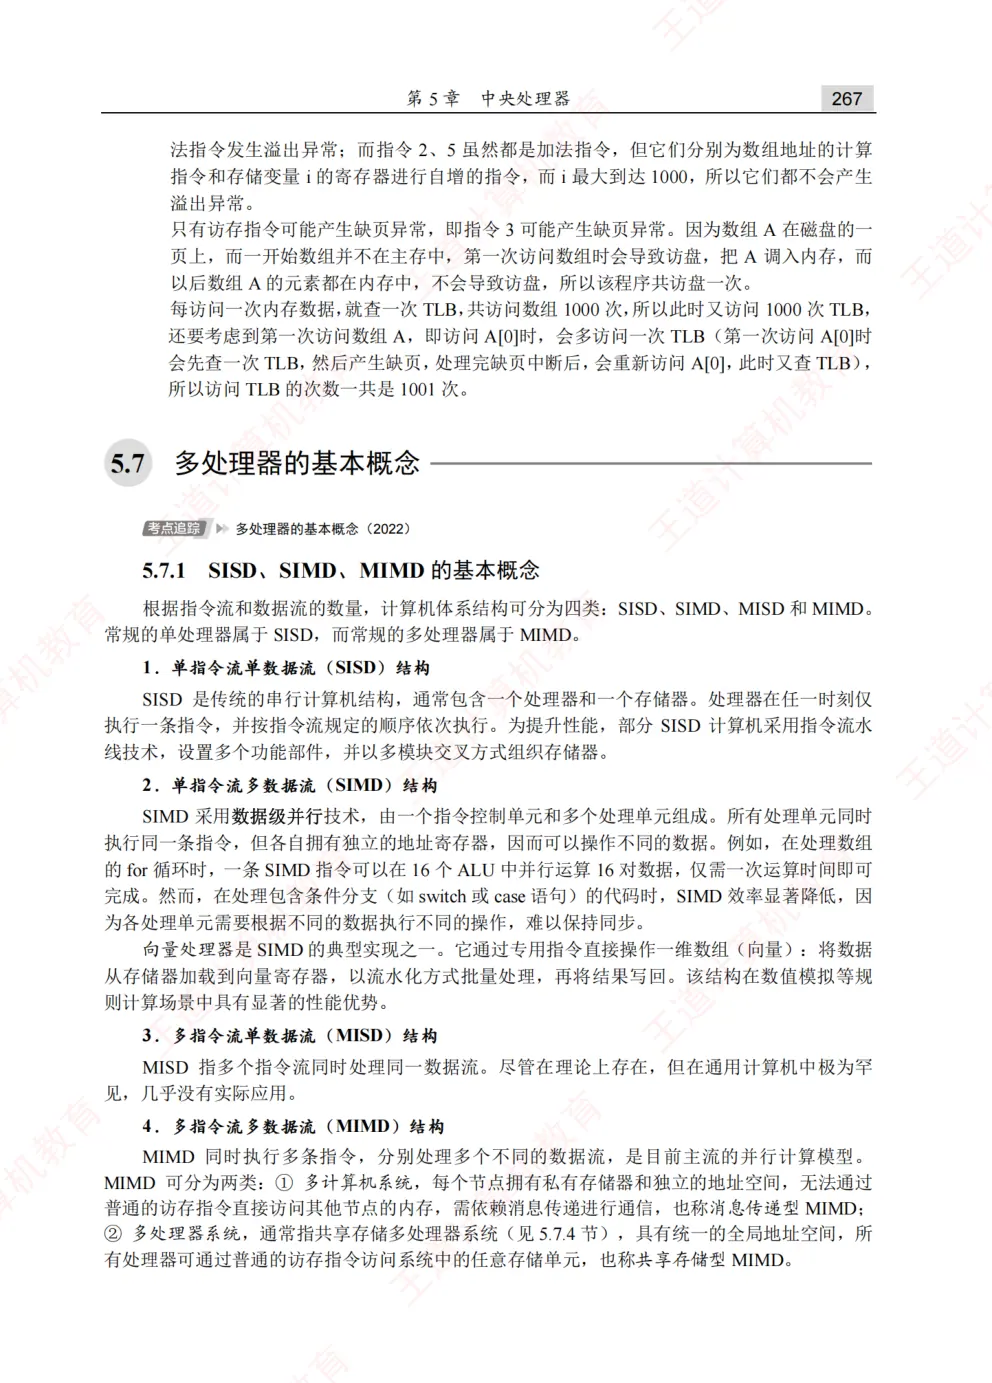 第 5 章 中央处理器 267
法指令发生溢出异常；而指令 2、5 虽然都是加法指令，但它们分别为数组地址的计算
指令和存储变量 i 的寄存器进行自增的指令，而 i 最大到达 1000，所以它们都不会产生
溢出异常。
只有访存指令可能产生缺页异常，即指令 3 可能产生缺页异常。因为数组 A 在磁盘的一
页上，而一开始数组并不在主存中，第一次访问数组时会导致访盘，把 A 调入内存，而
以后数组 A 的元素都在内存中，不会导致访盘，所以该程序共访盘一次。
每访问一次内存数据，就查一次 TLB，共访问数组 1000 次，所以此时又访问 1000 次 TLB，
还要考虑到第一次访问数组 A，即访问 A[0]时，会多访问一次 TLB（第一次访问 A[0]时
会先查一次 TLB，然后产生缺页，处理完缺页中断后，会重新访问 A[0]，此时又查 TLB），
所以访问 TLB 的次数一共是 1001 次。
5.7 多处理器的基本概念
考点追踪 多处理器的基本概念（2022）
5.7.1 SISD、SIMD、MIMD 的基本概念
根据指令流和数据流的数量，计算机体系结构可分为四类：SISD、SIMD、MISD 和 MIMD。
常规的单处理器属于 SISD，而常规的多处理器属于 MIMD。
1．单指令流单数据流（SISD）结构
SISD 是传统的串行计算机结构，通常包含一个处理器和一个存储器。处理器在任一时刻仅
执行一条指令，并按指令流规定的顺序依次执行。为提升性能，部分 SISD 计算机采用指令流水
线技术，设置多个功能部件，并以多模块交叉方式组织存储器。
2．单指令流多数据流（SIMD）结构
SIMD 采用数据级并行技术，由一个指令控制单元和多个处理单元组成。所有处理单元同时
执行同一条指令，但各自拥有独立的地址寄存器，因而可以操作不同的数据。例如，在处理数组
的 for 循环时，一条 SIMD 指令可以在 16 个 ALU 中并行运算 16 对数据，仅需一次运算时间即可
完成。然而，在处理包含条件分支（如 switch 或 case 语句）的代码时，SIMD 效率显著降低，因
为各处理单元需要根据不同的数据执行不同的操作，难以保持同步。
向量处理器是 SIMD 的典型实现之一。它通过专用指令直接操作一维数组（向量）：将数据
从存储器加载到向量寄存器，以流水化方式批量处理，再将结果写回。该结构在数值模拟等规
则计算场景中具有显著的性能优势。
3．多指令流单数据流（MISD）结构
MISD 指多个指令流同时处理同一数据流。尽管在理论上存在，但在通用计算机中极为罕
见，几乎没有实际应用。
4．多指令流多数据流（MIMD）结构
MIMD 同时执行多条指令，分别处理多个不同的数据流，是目前主流的并行计算模型。
MIMD 可分为两类：① 多计算机系统，每个节点拥有私有存储器和独立的地址空间，无法通过
普通的访存指令直接访问其他节点的内存，需依赖消息传递进行通信，也称消息传递型 MIMD；
② 多处理器系统，通常指共享存储多处理器系统（见 5.7.4 节），具有统一的全局地址空间，所
有处理器可通过普通的访存指令访问系统中的任意存储单元，也称共享存储型 MIMD。